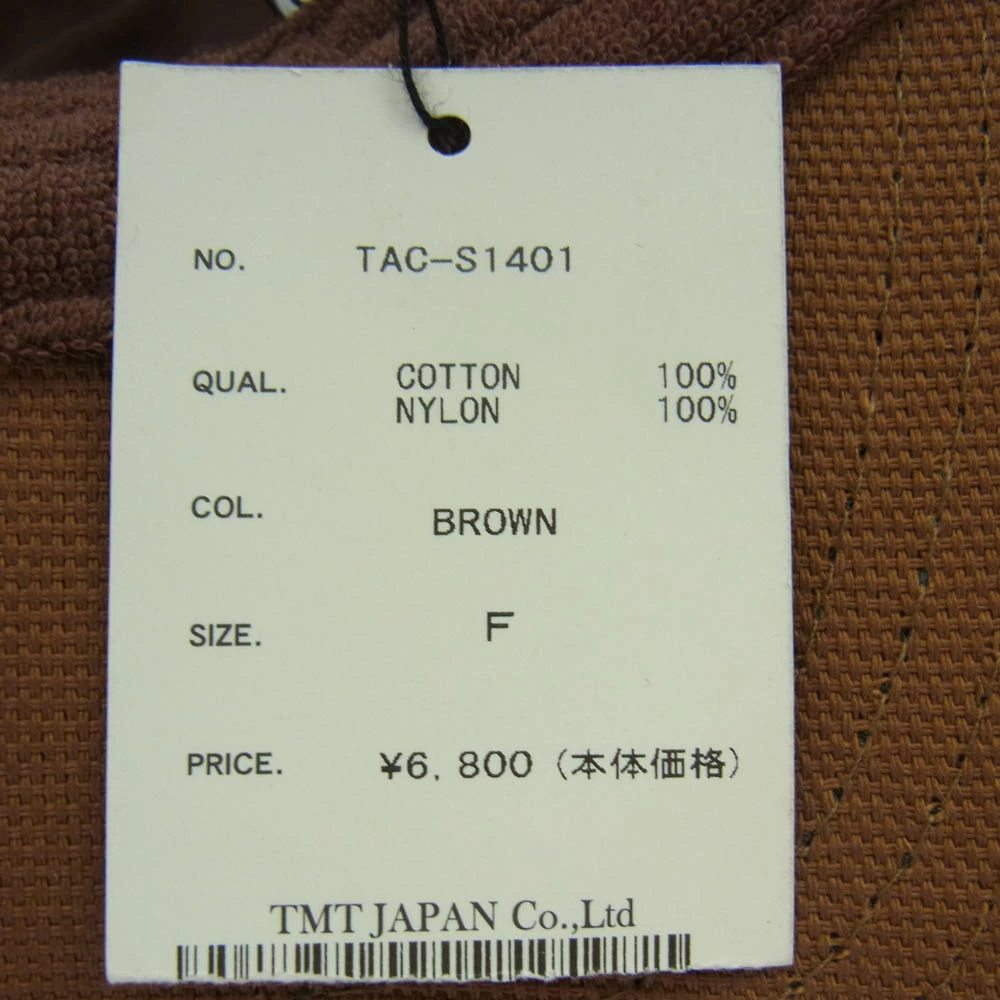 NO. TAC-S1401
QUAL. COTTON 100%
NYLON 100%
COL. BROWN
SIZE. F
PRICE. ¥6,800 (本体価格)
TMT JAPAN Co.,Ltd